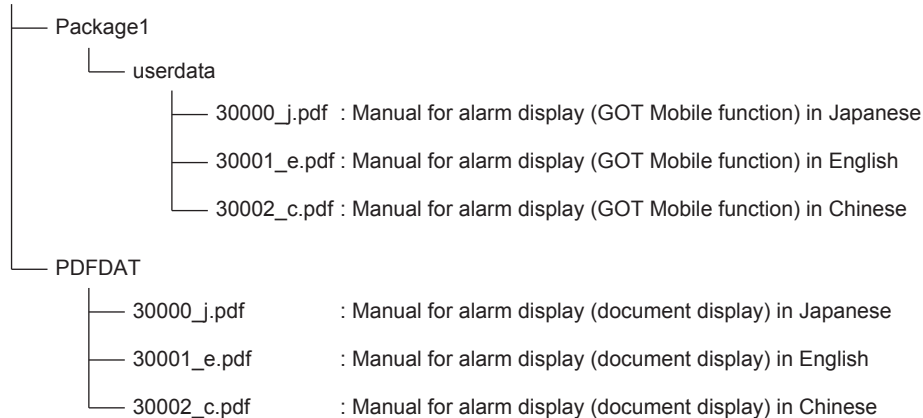 Package1
userdata
30000_j.pdf : Manual for alarm display (GOT Mobile function) in Japanese
30001_e.pdf : Manual for alarm display (GOT Mobile function) in English
30002_c.pdf : Manual for alarm display (GOT Mobile function) in Chinese
PDFDAT
30000_j.pdf : Manual for alarm display (document display) in Japanese
30001_e.pdf : Manual for alarm display (document display) in English
30002_c.pdf : Manual for alarm display (document display) in Chinese